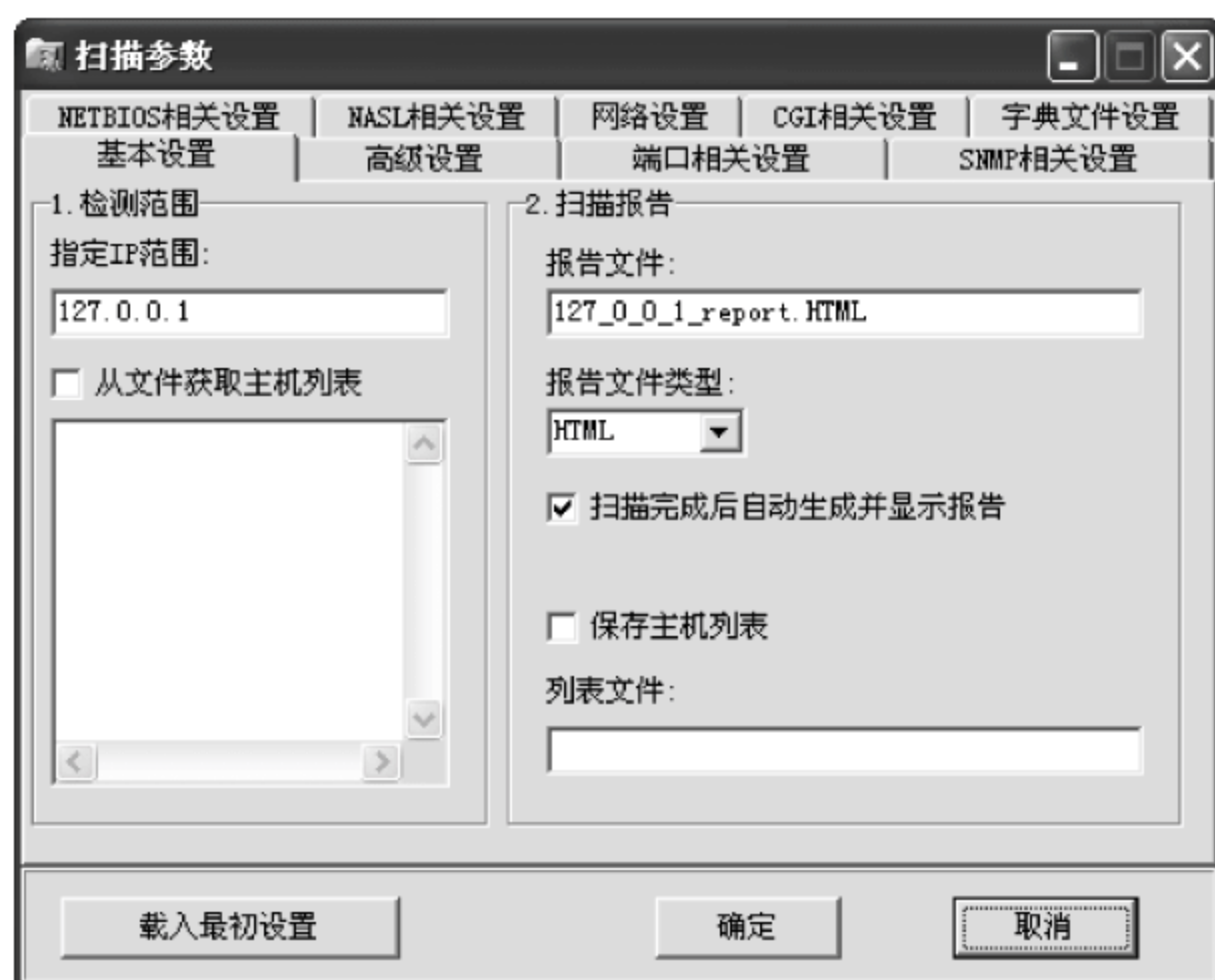 扫描参数
NETBIOS相关设置 NASL相关设置 网络设置 CGI相关设置 字典文件设置
基本设置 高级设置 端口相关设置 SNMP相关设置
1.检测范围
指定IP范围:
127.0.0.1
从文件获取主机列表
2.扫描报告
报告文件:
127_0_0_1_report.HTML
报告文件类型:
HTML
扫描完成后自动生成并显示报告
保存主机列表
列表文件:
载入最初设置 确定 取消